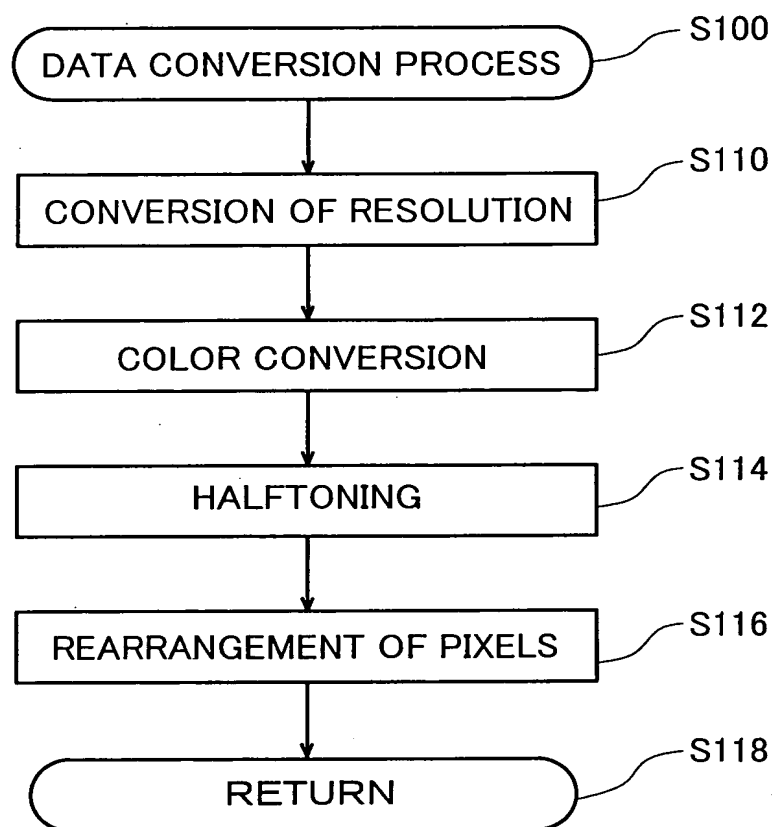 DATA CONVERSION PROCESS
S100
CONVERSION OF RESOLUTION
S110
COLOR CONVERSION
S112
HALFTONING
S114
REARRANGEMENT OF PIXELS
S116
RETURN
S118